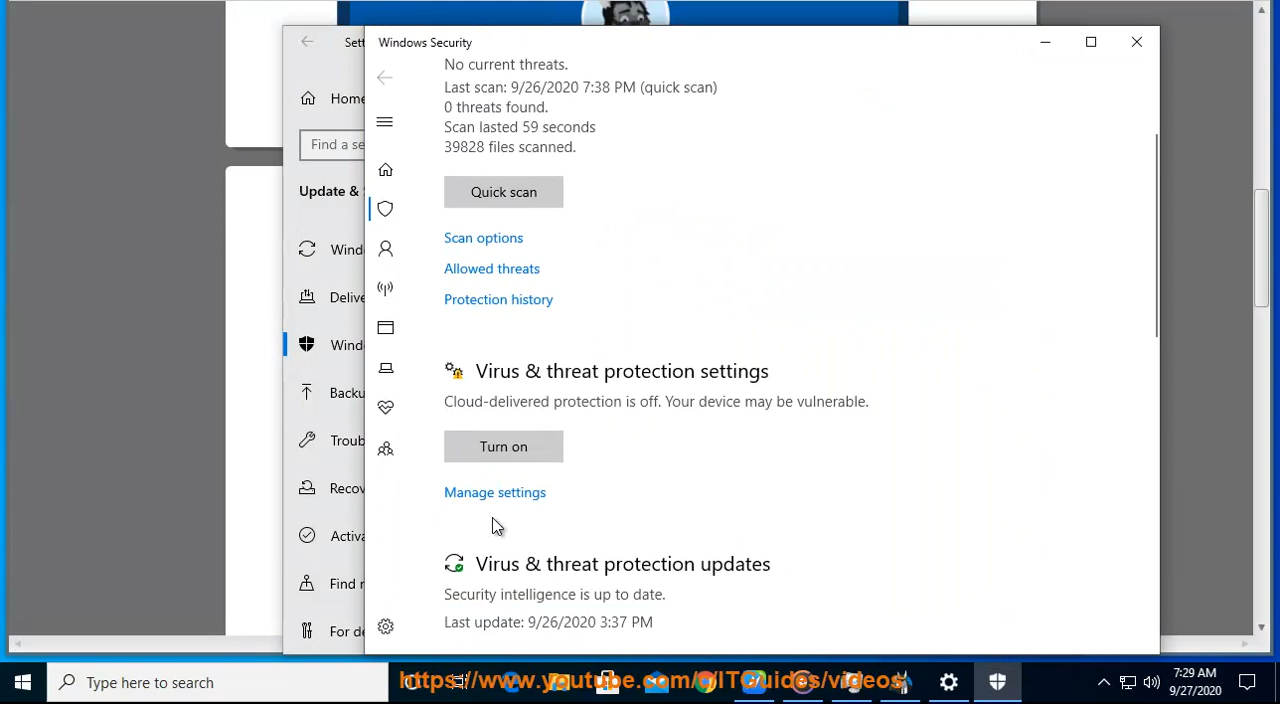 Windows Security
No current threats.
Last scan: 9/26/2020 7:38 PM (quick scan)
0 threats found.
Scan lasted 59 seconds
39828 files scanned.
Quick scan
Scan options
Allowed threats
Protection history
Virus & threat protection settings
Cloud-delivered protection is off. Your device may be vulnerable.
Turn on
Manage settings
Virus & threat protection updates
Security intelligence is up to date.
Last update: 9/26/2020 3:37 PM
Sett
Home
Find a se
Update &
Wind
Delive
Wind
Backu
Troub
Recov
Activa
Find r
For de
Type here to search
7:29 AM
9/27/2020